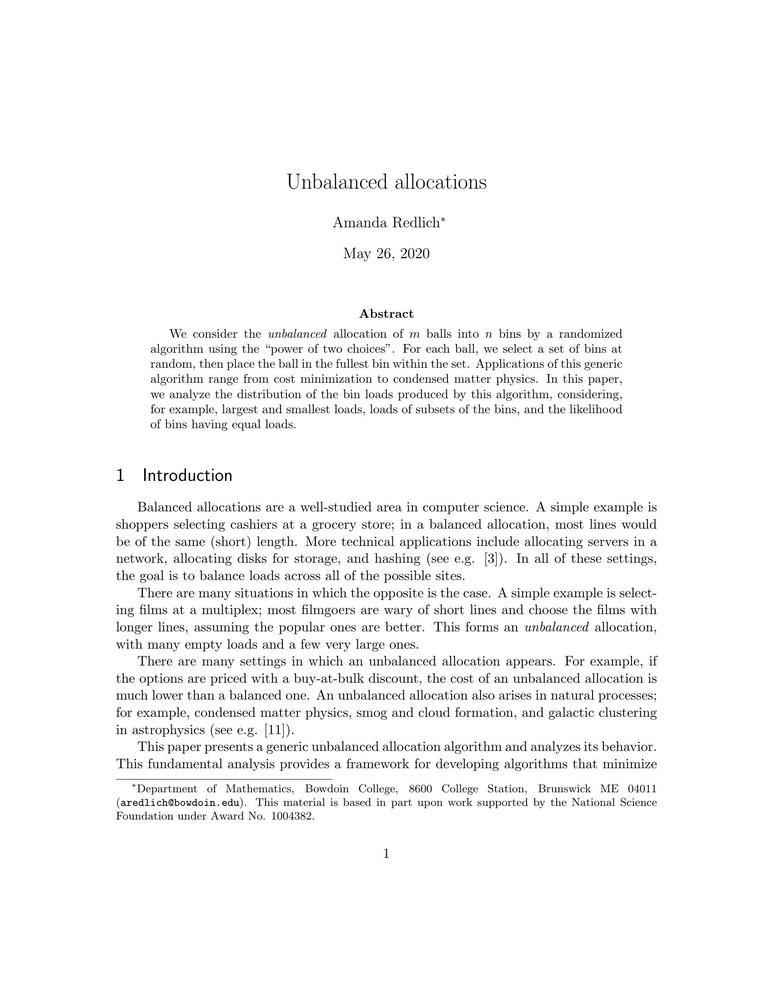 Unbalanced allocations
Amanda Redlich*
May 26, 2020
Abstract
We consider the unbalanced allocation of m balls into n bins by a randomized
algorithm using the “power of two choices”. For each ball, we select a set of bins at
random, then place the ball in the fullest bin within the set. Applications of this generic
algorithm range from cost minimization to condensed matter physics. In this paper,
we analyze the distribution of the bin loads produced by this algorithm, considering,
for example, largest and smallest loads, loads of subsets of the bins, and the likelihood
of bins having equal loads.
1 Introduction
Balanced allocations are a well-studied area in computer science. A simple example is
shoppers selecting cashiers at a grocery store; in a balanced allocation, most lines would
be of the same (short) length. More technical applications include allocating servers in a
network, allocating disks for storage, and hashing (see e.g. [3]). In all of these settings,
the goal is to balance loads across all of the possible sites.
There are many situations in which the opposite is the case. A simple example is select-
ing films at a multiplex; most filmgoers are wary of short lines and choose the films with
longer lines, assuming the popular ones are better. This forms an unbalanced allocation,
with many empty loads and a few very large ones.
There are many settings in which an unbalanced allocation appears. For example, if
the options are priced with a buy-at-bulk discount, the cost of an unbalanced allocation is
much lower than a balanced one. An unbalanced allocation also arises in natural processes;
for example, condensed matter physics, smog and cloud formation, and galactic clustering
in astrophysics (see e.g. [11]).
This paper presents a generic unbalanced allocation algorithm and analyzes its behavior.
This fundamental analysis provides a framework for developing algorithms that minimize
*Department of Mathematics, Bowdoin College, 8600 College Station, Brunswick ME 04011
(aredlich@bowdoin.edu). This material is based in part upon work supported by the National Science
Foundation under Award No. 1004382.
1